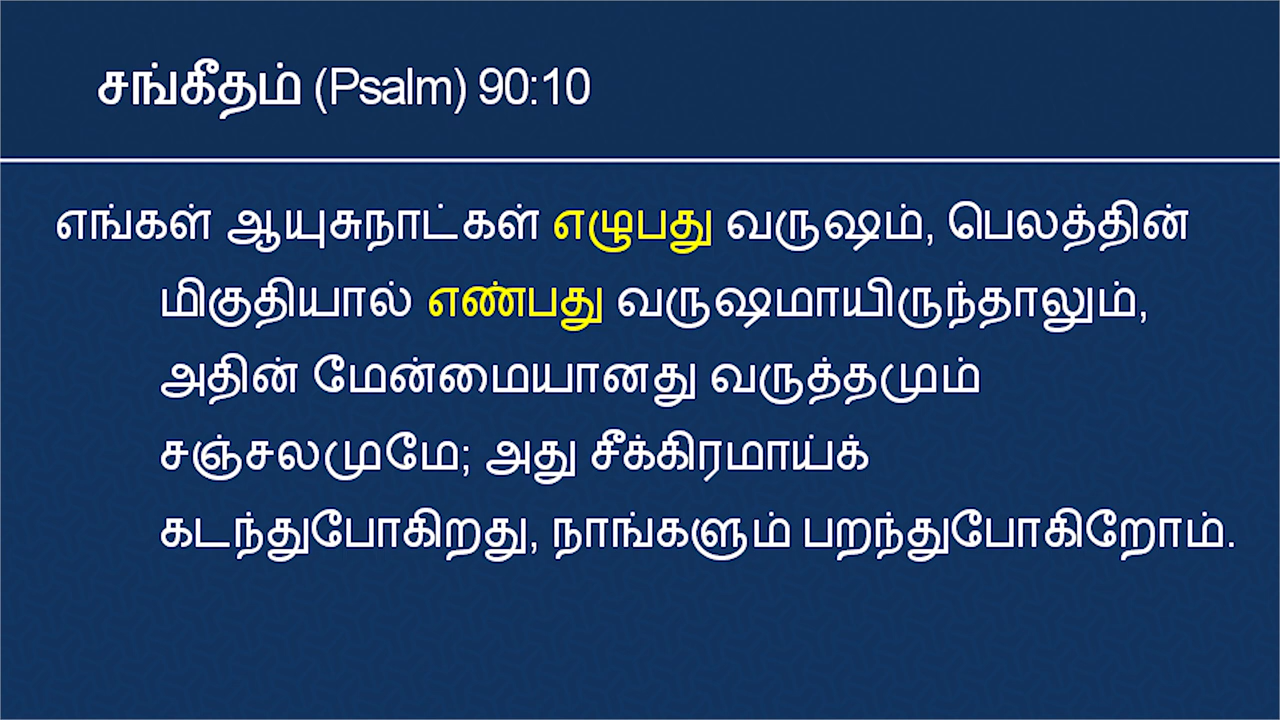 சங்கீதம் (Psalm) 90:10
எங்கள் ஆயுசுநாட்கள் எழுபது வருஷம், பெலத்தின்
மிகுதியால் எண்பது வருஷமாயிருந்தாலும்,
அதின் மேன்மையானது வருத்தமும்
சஞ்சலமுமே; அது சீக்கிரமாய்க்
கடந்துபோகிறது, நாங்களும் பறந்துபோகிறோம்.